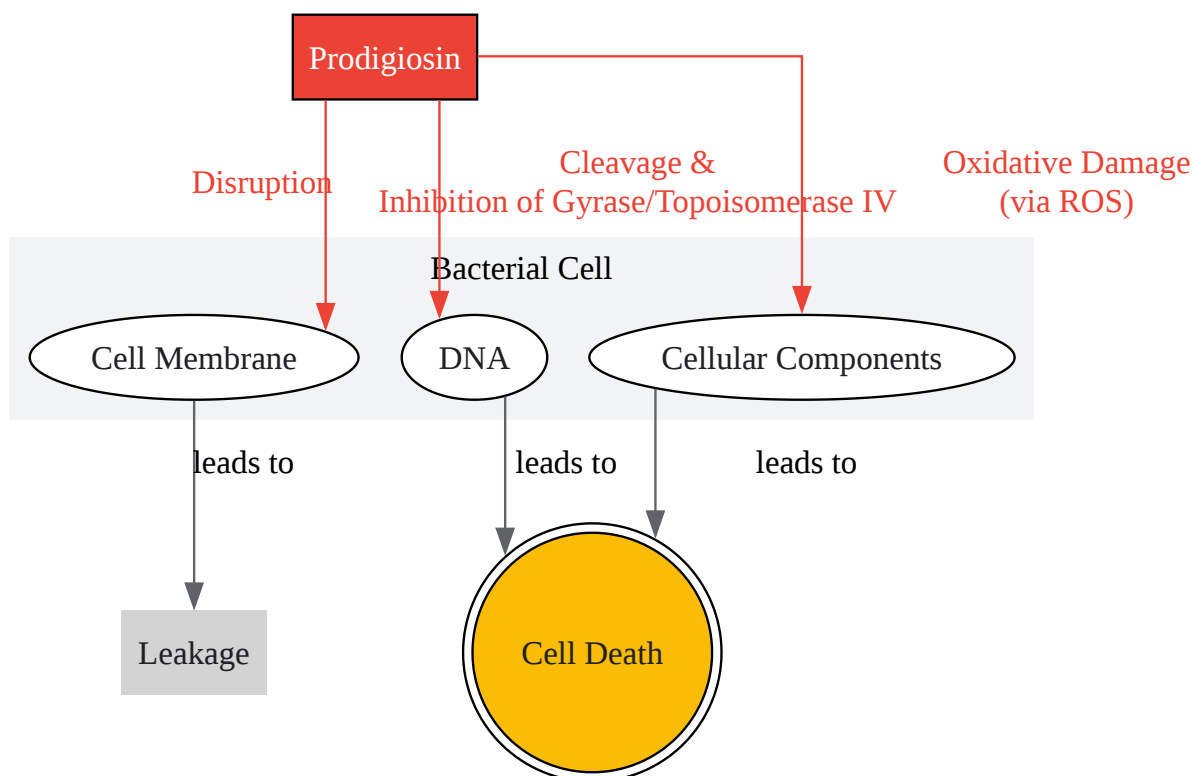 Prodigiosin
Disruption
Cleavage &
Inhibition of Gyrase/Topoisomerase IV
Oxidative Damage
(via ROS)
Bacterial Cell
Cell Membrane
DNA
Cellular Components
leads to
leads to
leads to
Leakage
Cell Death